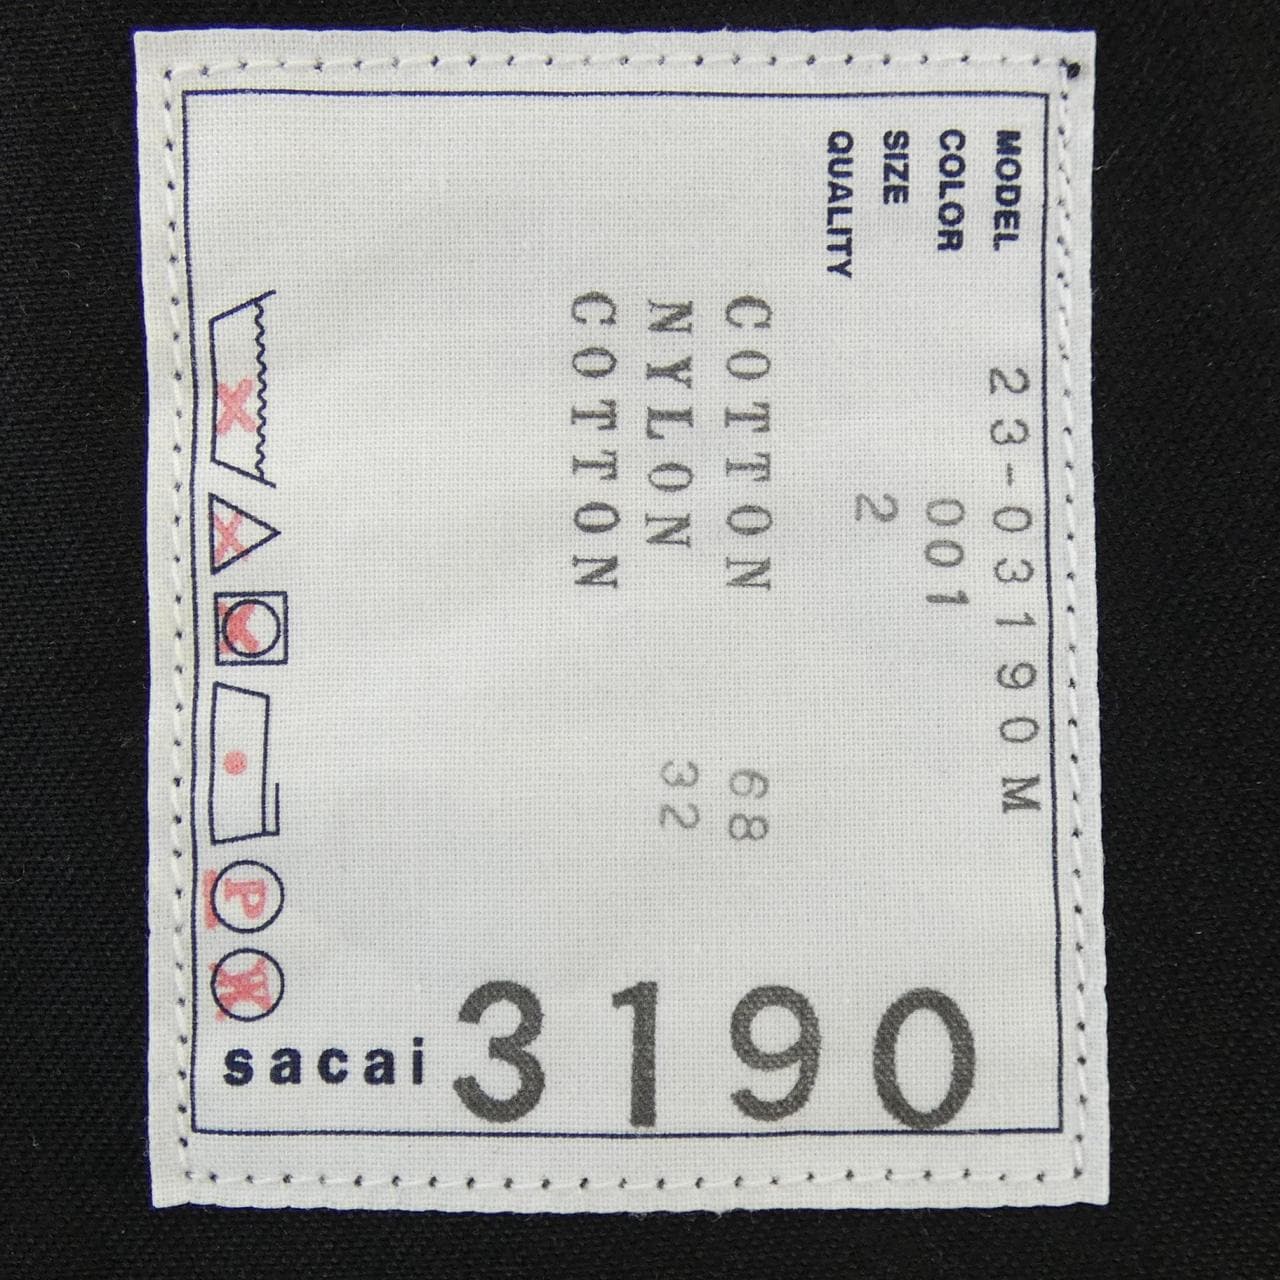 MODEL 23-03190M
COLOR 001
SIZE 2
QUALITY
COTTON 68
NYLON 32
COTTON
P
sacai
3190